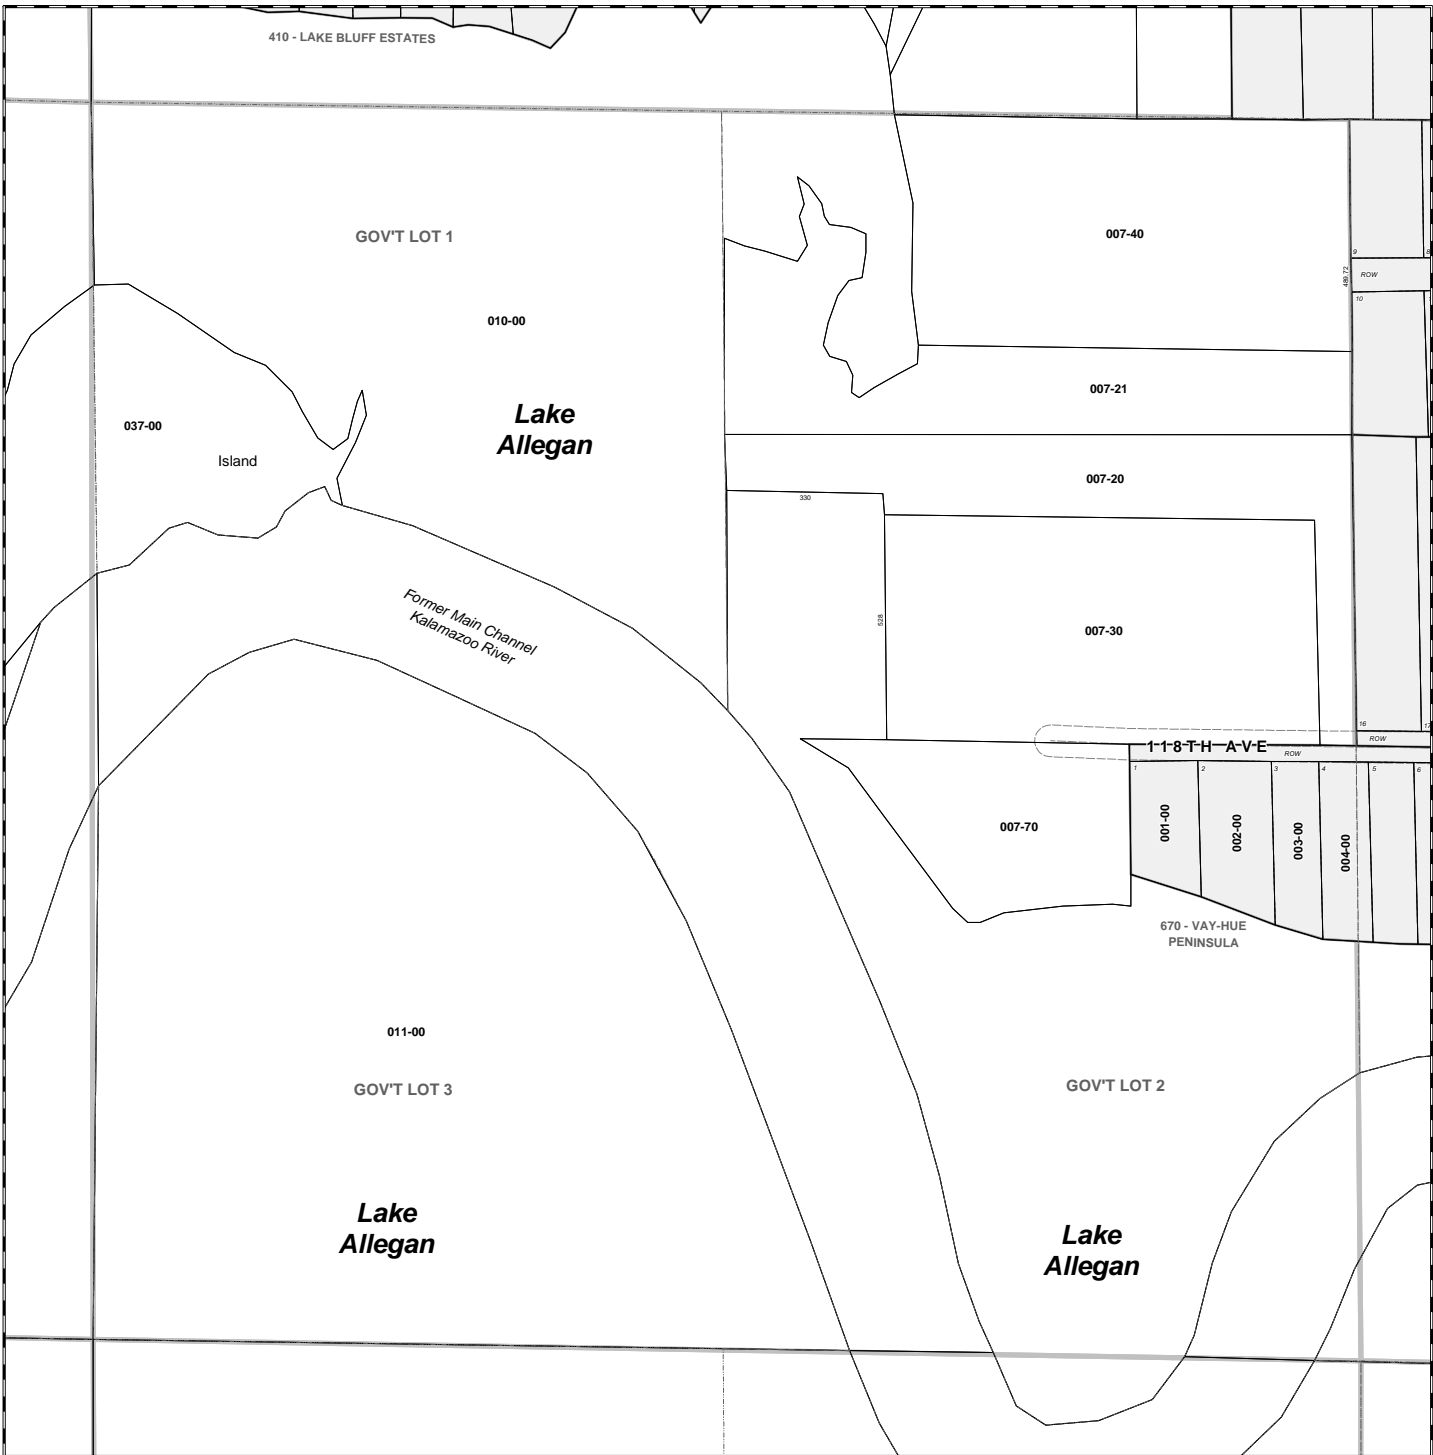 410 - LAKE BLUFF ESTATES
GOV'T LOT 1
007-40
9
8
489.72
ROW
10
010-00
007-21
Lake
Allegan
037-00
Island
007-20
330
Former Main Channel
Kalamazoo River
528
007-30
16
17
ROW
118TH AVE
ROW
1
2
3
4
5
6
007-70
001-00
002-00
003-00
004-00
670 - VAY-HUE
PENINSULA
011-00
GOV'T LOT 3
GOV'T LOT 2
Lake
Allegan
Lake
Allegan